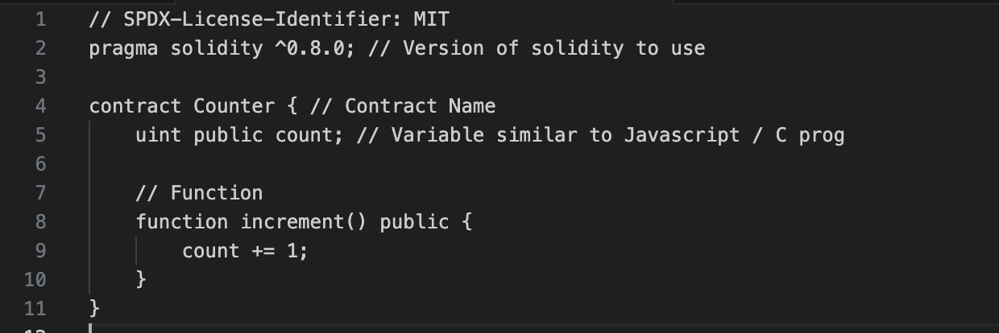 1 // SPDX-License-Identifier: MIT
2 pragma solidity ^0.8.0; // Version of solidity to use
3
4 contract Counter { // Contract Name
5     uint public count; // Variable similar to Javascript / C prog
6
7     // Function
8     function increment() public {
9         count += 1;
10     }
11 }
12